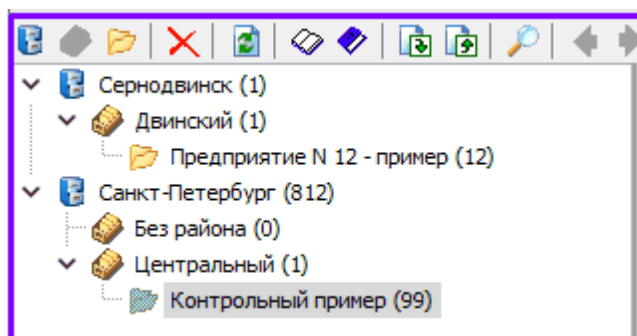 Сернодвинск (1)
Двинский (1)
Предприятие N 12 - пример (12)
Санкт-Петербург (812)
Без района (0)
Центральный (1)
Контрольный пример (99)